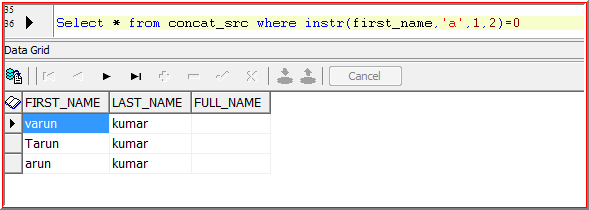 35
36 Select * from concat_src where instr(first_name,'a',1,2)=0
Data Grid
Cancel
FIRST_NAME LAST_NAME FULL_NAME
varun kumar
Tarun kumar
arun kumar